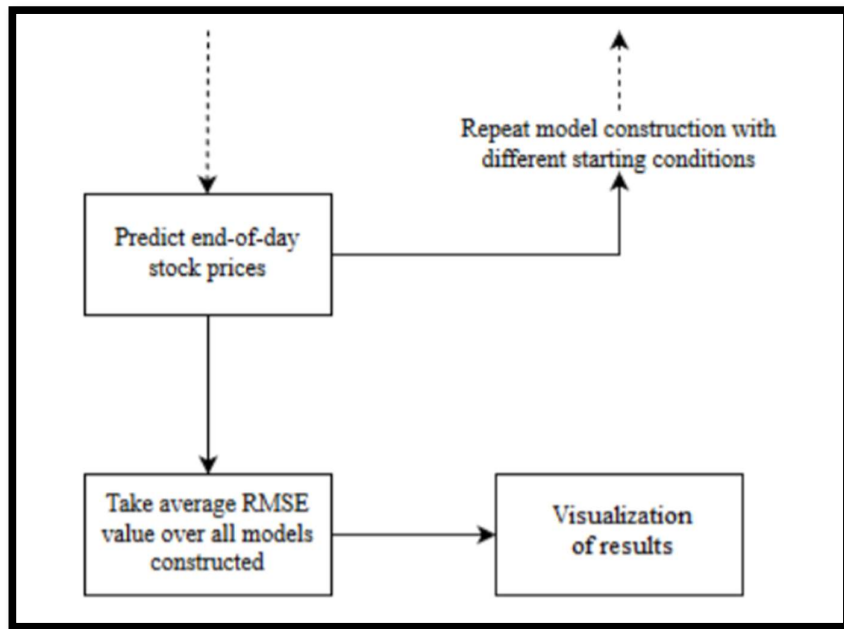 Repeat model construction with
different starting conditions
Predict end-of-day
stock prices
Take average RMSE
value over all models
constructed
Visualization
of results